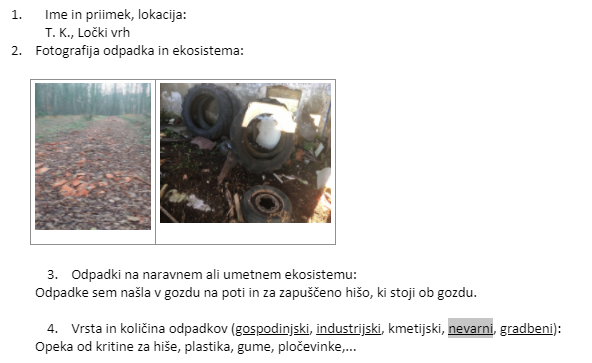 1. Ime in priimek, lokacija:
T. K., Ločki vrh
2. Fotografija odpadka in ekosistema:
3. Odpadki na naravnem ali umetnem ekosistemu:
Odpadke sem našla v gozdu na poti in za zapuščeno hišo, ki stoji ob gozdu.
4. Vrsta in količina odpadkov (gospodinjski, industrijski, kmetijski, nevarni, gradbeni):
Opeka od kritine za hiše, plastika, gume, pločevinke,...